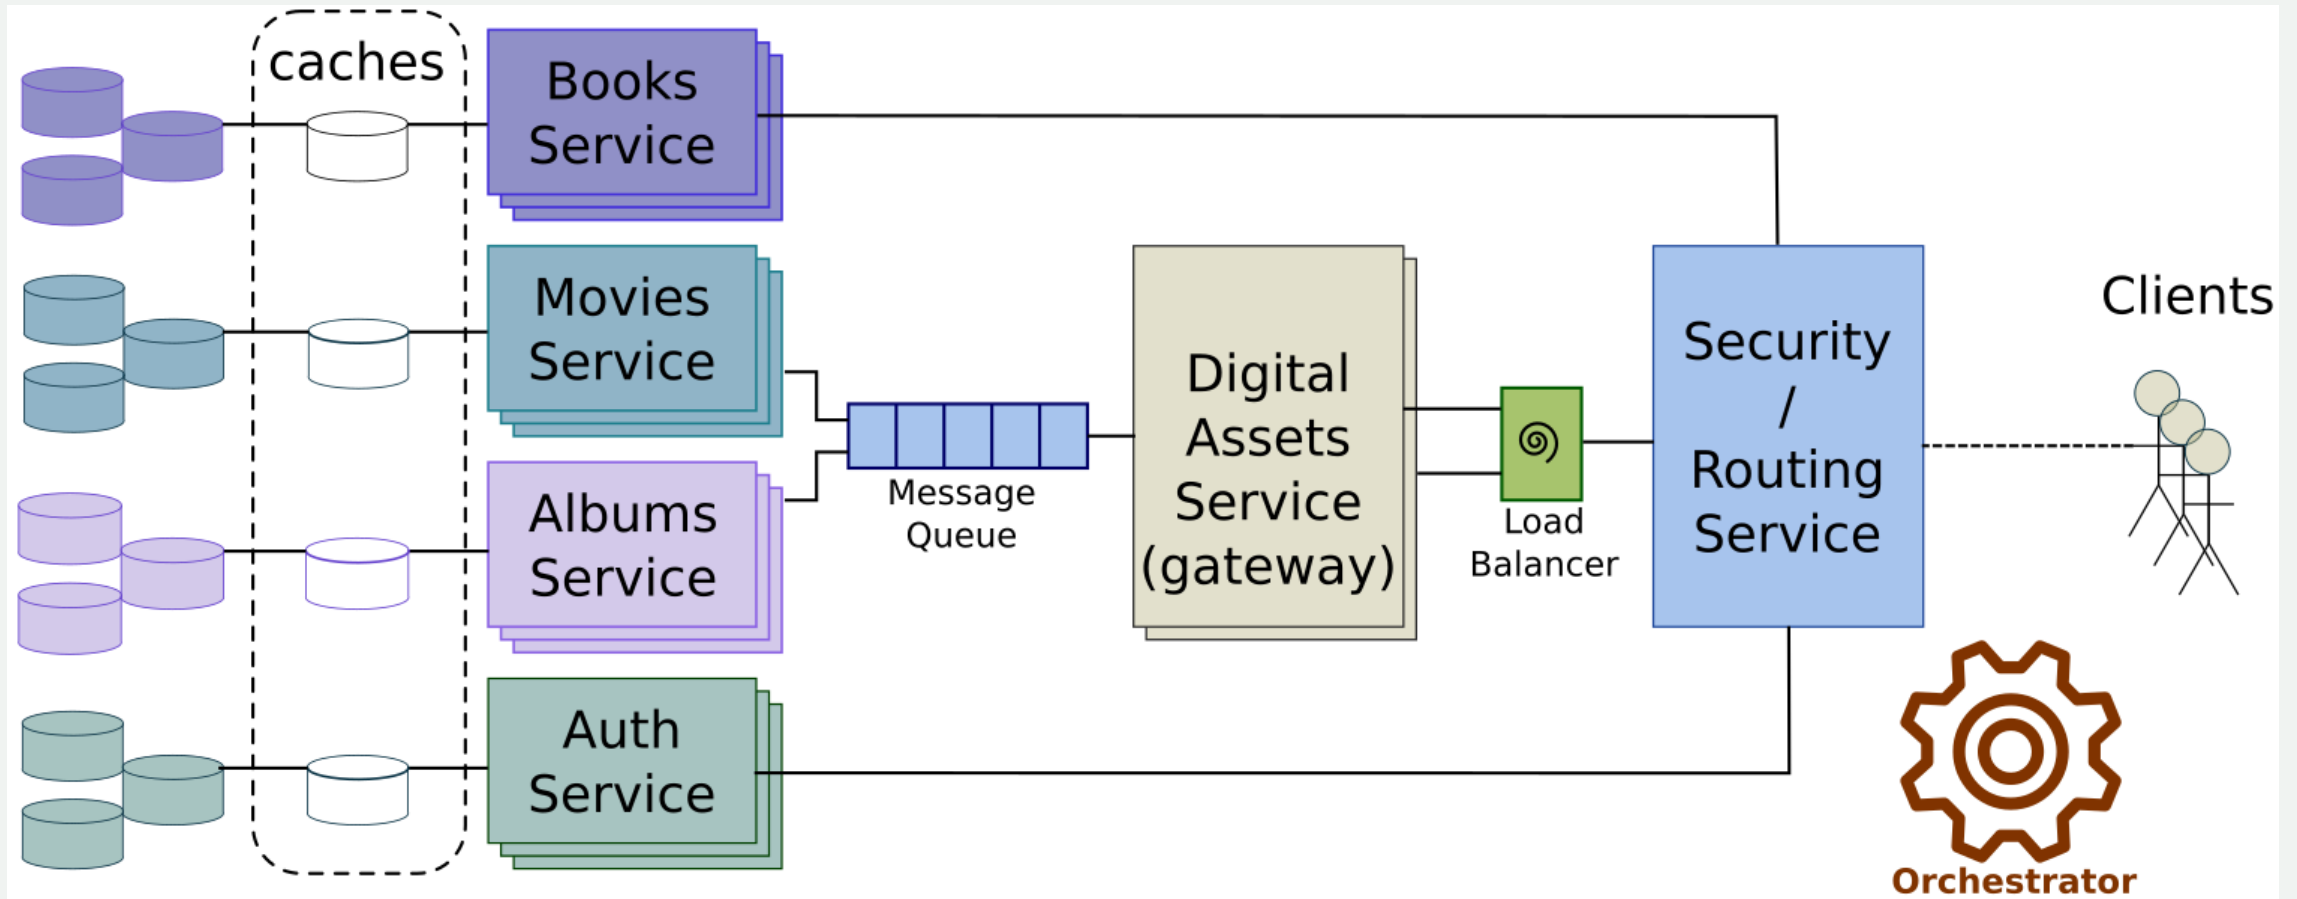 caches
Books
Service
Movies
Service
Albums
Service
Auth
Service
Message
Queue
Digital
Assets
Service
(gateway)
Load
Balancer
Security
/
Routing
Service
Clients
Orchestrator